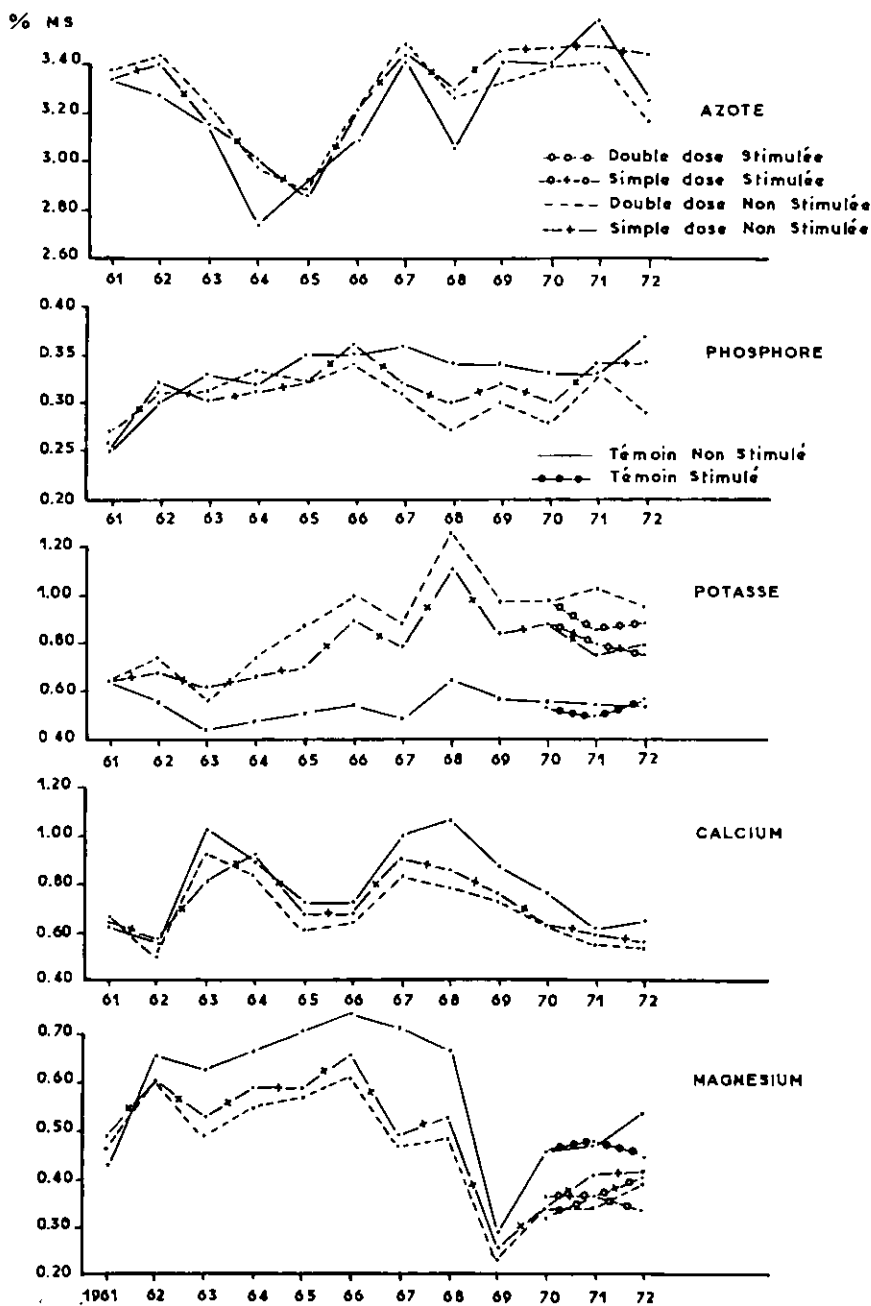 % MS
3.40
3.20
3.00
2.80
2.60
AZOTE
Double dose Stimulée
Simple dose Stimulée
Double dose Non Stimulée
Simple dose Non Stimulée
61 62 63 64 65 66 67 68 69 70 71 72
0.40
0.35
0.30
0.25
0.20
PHOSPHORE
Témoin Non Stimulé
Témoin Stimulé
61 62 63 64 65 66 67 68 69 70 71 72
1.20
1.00
0.80
0.60
0.40
POTASSE
61 62 63 64 65 66 67 68 69 70 71 72
1.20
1.00
0.80
0.60
0.40
CALCIUM
61 62 63 64 65 66 67 68 69 70 71 72
0.70
0.60
0.50
0.40
0.30
0.20
MAGNESIUM
1961 62 63 64 65 66 67 68 69 70 71 72